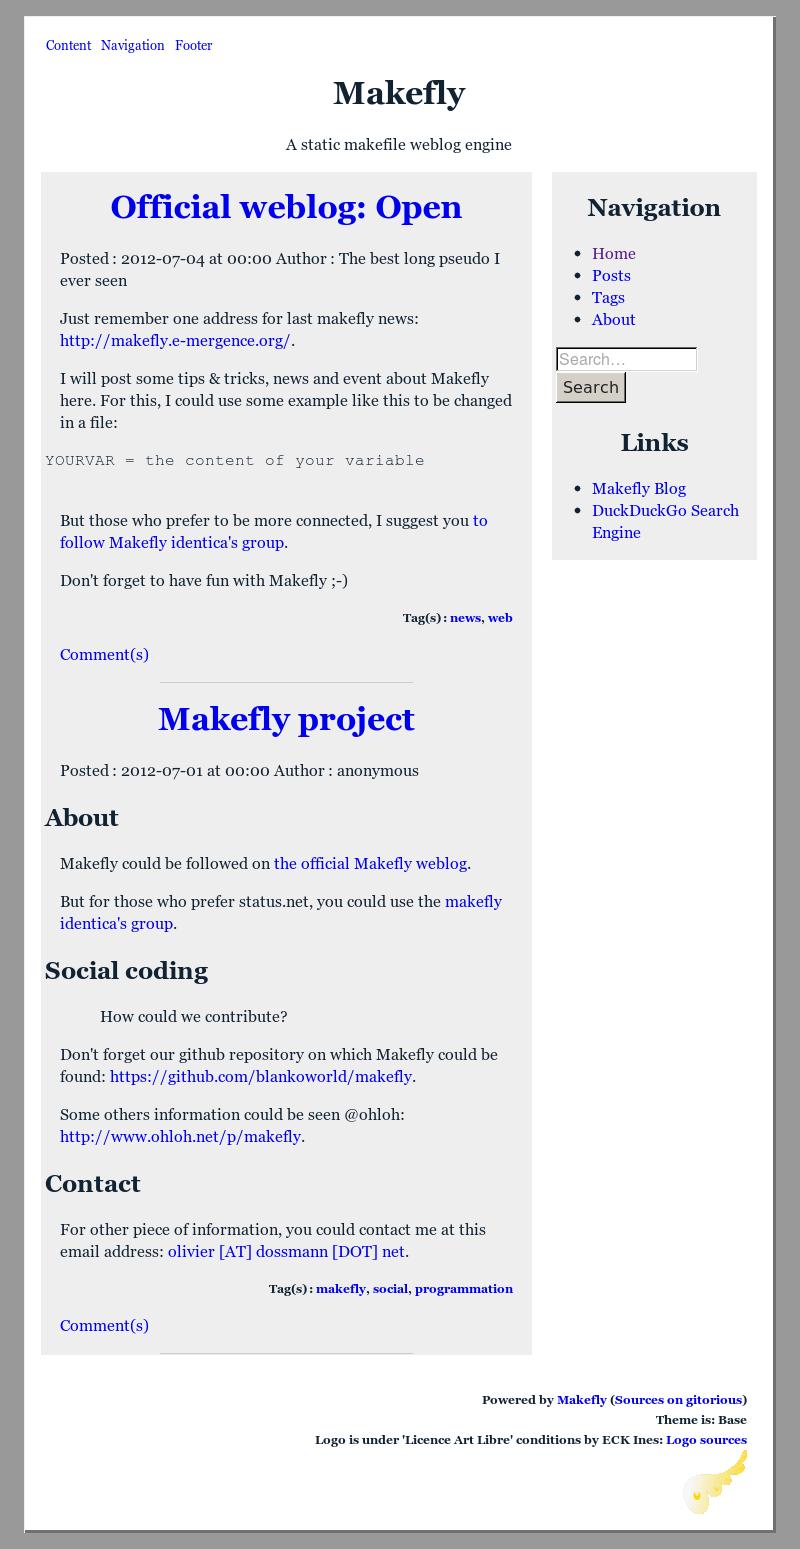 Content Navigation Footer
Makefly
A static makefile weblog engine
Official weblog: Open
Posted : 2012-07-04 at 00:00 Author : The best long pseudo I
ever seen
Just remember one address for last makefly news:
http://makefly.e-mergence.org/.
I will post some tips & tricks, news and event about Makefly
here. For this, I could use some example like this to be changed
in a file:
YOURVAR = the content of your variable
But those who prefer to be more connected, I suggest you to
follow Makefly identica's group.
Don't forget to have fun with Makefly ;-)
Tag(s) : news, web
Comment(s)
Makefly project
Posted : 2012-07-01 at 00:00 Author : anonymous
About
Makefly could be followed on the official Makefly weblog.
But for those who prefer status.net, you could use the makefly
identica's group.
Social coding
How could we contribute?
Don't forget our github repository on which Makefly could be
found: https://github.com/blankoworld/makefly.
Some others information could be seen @ohloh:
http://www.ohloh.net/p/makefly.
Contact
For other piece of information, you could contact me at this
email address: olivier [AT] dossmann [DOT] net.
Tag(s) : makefly, social, programmation
Comment(s)
Navigation
Home
Posts
Tags
About
Search...
Search
Links
Makefly Blog
DuckDuckGo Search
Engine
Powered by Makefly (Sources on gitorious)
Theme is: Base
Logo is under 'Licence Art Libre' conditions by ECK Ines: Logo sources